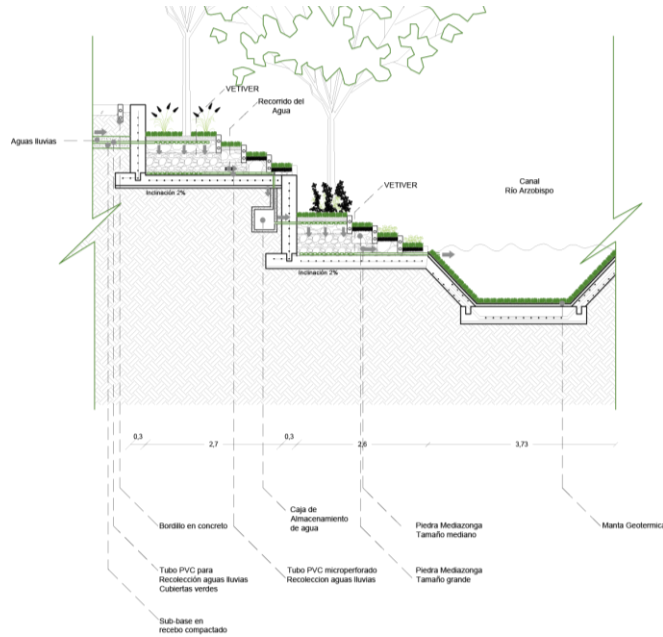 VETIVER
Recorrido del
Agua
Aguas lluvias
VETIVER
Canal
Río Arzobispo
Inclinación 2%
Inclinación 2%
0,3
2,7
0,3
2,6
3,73
Bordillo en concreto
Caja de
Almacenamiento
de agua
Piedra Mediazonga
Tamaño mediano
Manta Geotermica
Tubo PVC para
Recolección aguas lluvias
Cubiertas verdes
Tubo PVC microperforado
Recoleccion aguas lluvias
Piedra Mediazonga
Tamaño grande
Sub-base en
recebo compactado